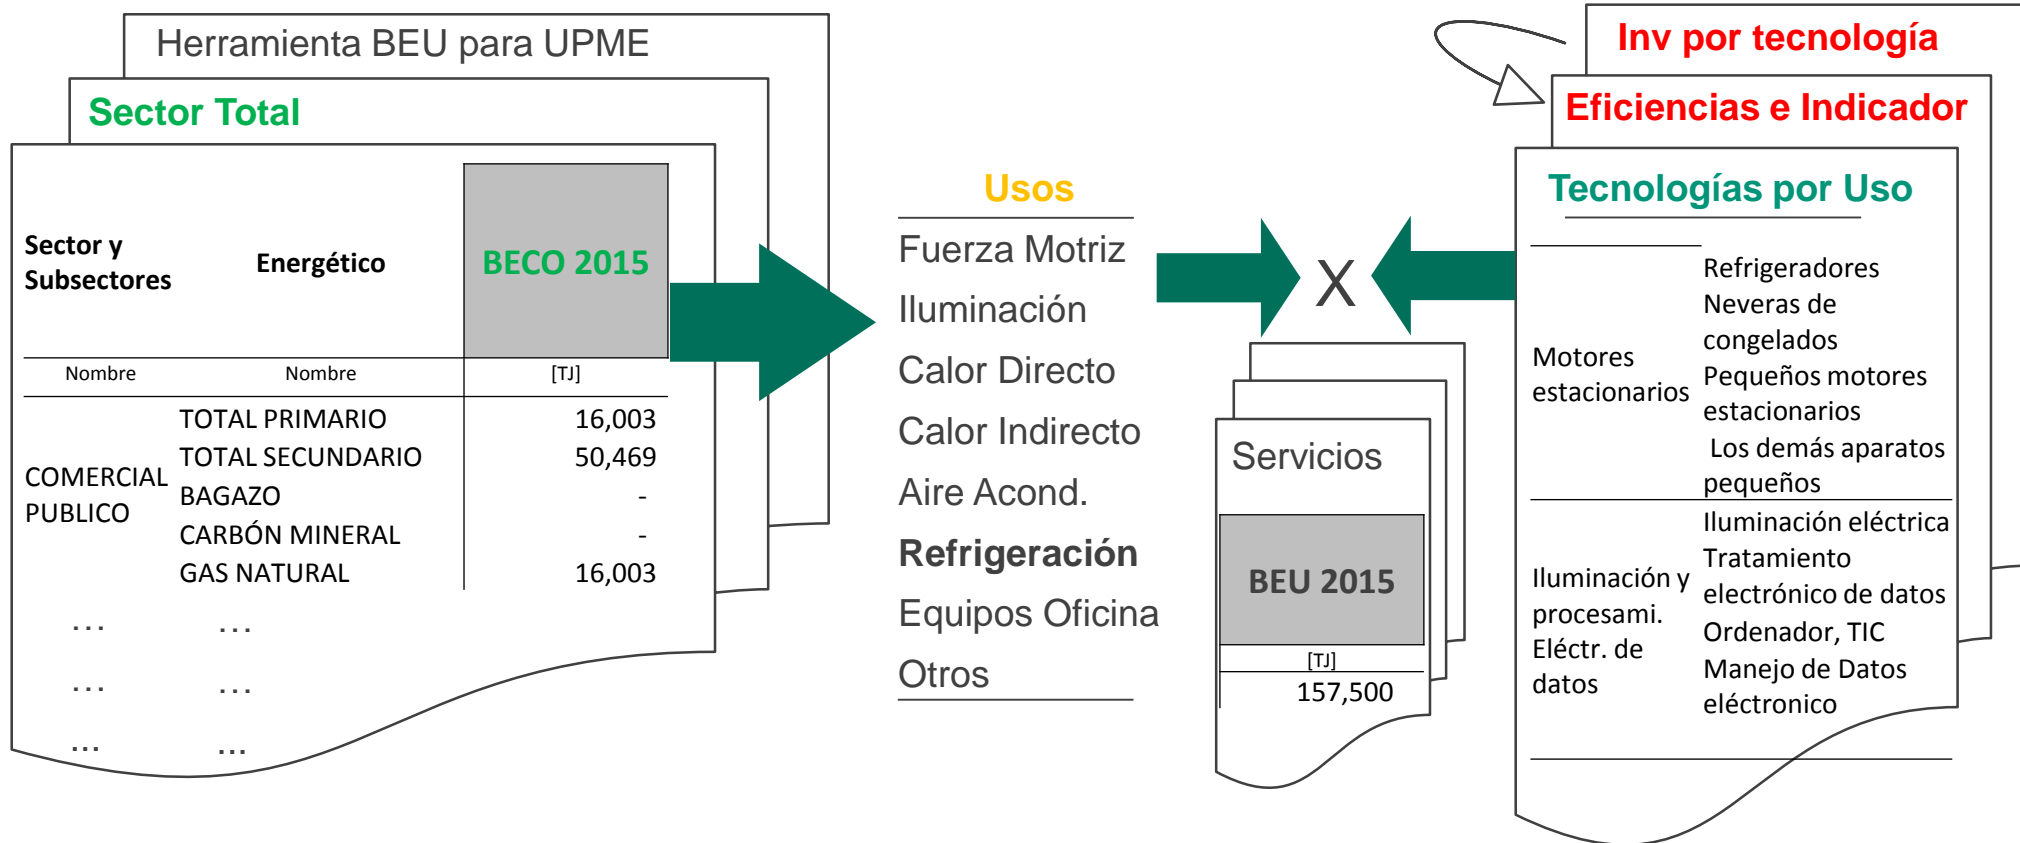 Herramienta BEU para UPME
Sector Total
Sector y
Subsectores
Energético
BECO 2015
Nombre
Nombre
[TJ]
COMERCIAL
PUBLICO
TOTAL PRIMARIO 16,003
TOTAL SECUNDARIO 50,469
BAGAZO -
CARBÓN MINERAL -
GAS NATURAL 16,003
... ...
... ...
... ...
Usos
Fuerza Motriz
Iluminación
Calor Directo
Calor Indirecto
Aire Acond.
Refrigeración
Equipos Oficina
Otros
X
Servicios
BEU 2015
[TJ]
157,500
Inv por tecnología
Eficiencias e Indicador
Tecnologías por Uso
Motores
estacionarios
Refrigeradores
Neveras de
congelados
Pequeños motores
estacionarios
Los demás aparatos
pequeños
Iluminación y
procesami.
Eléctr. de
datos
Iluminación eléctrica
Tratamiento
electrónico de datos
Ordenador, TIC
Manejo de Datos
eléctronico